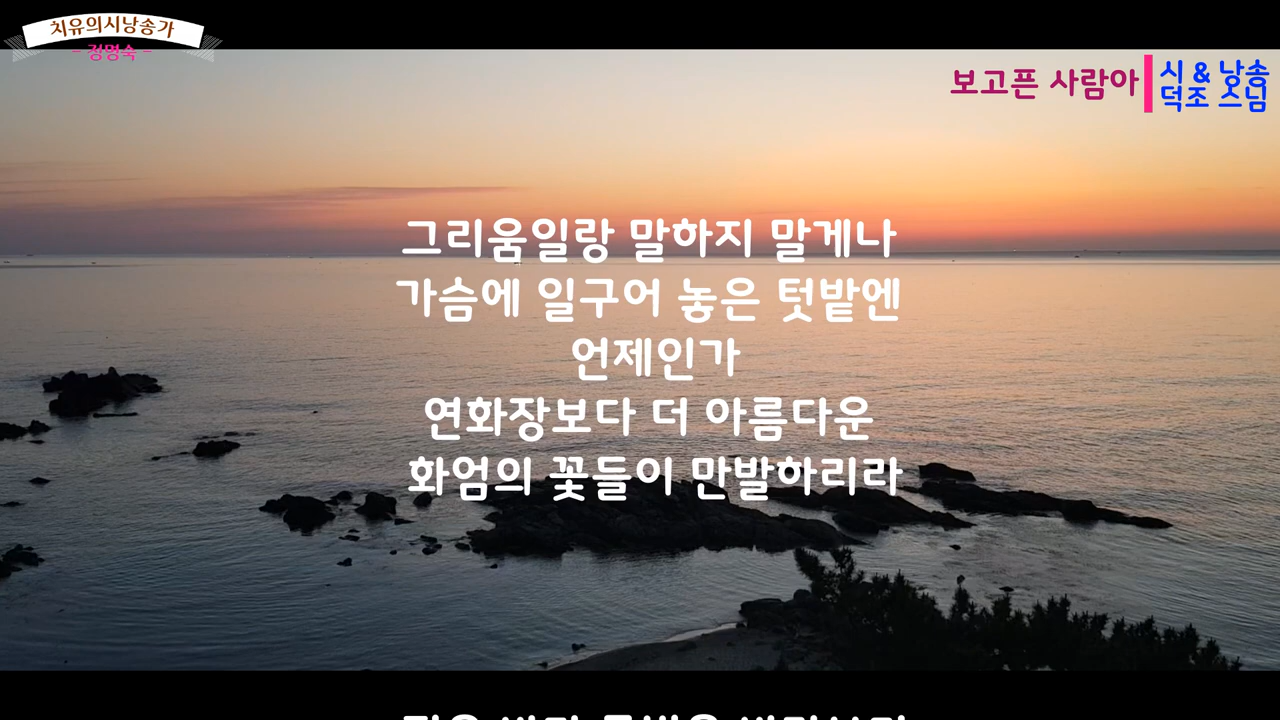 치유의시낭송가
- 정명숙 -
보고픈 사람아
시 & 낭송
덕조 스님
그리움일랑 말하지 말게나
가슴에 일구어 놓은 텃밭엔
언제인가
연화장보다 더 아름다운
화엄의 꽃들이 만발하리라